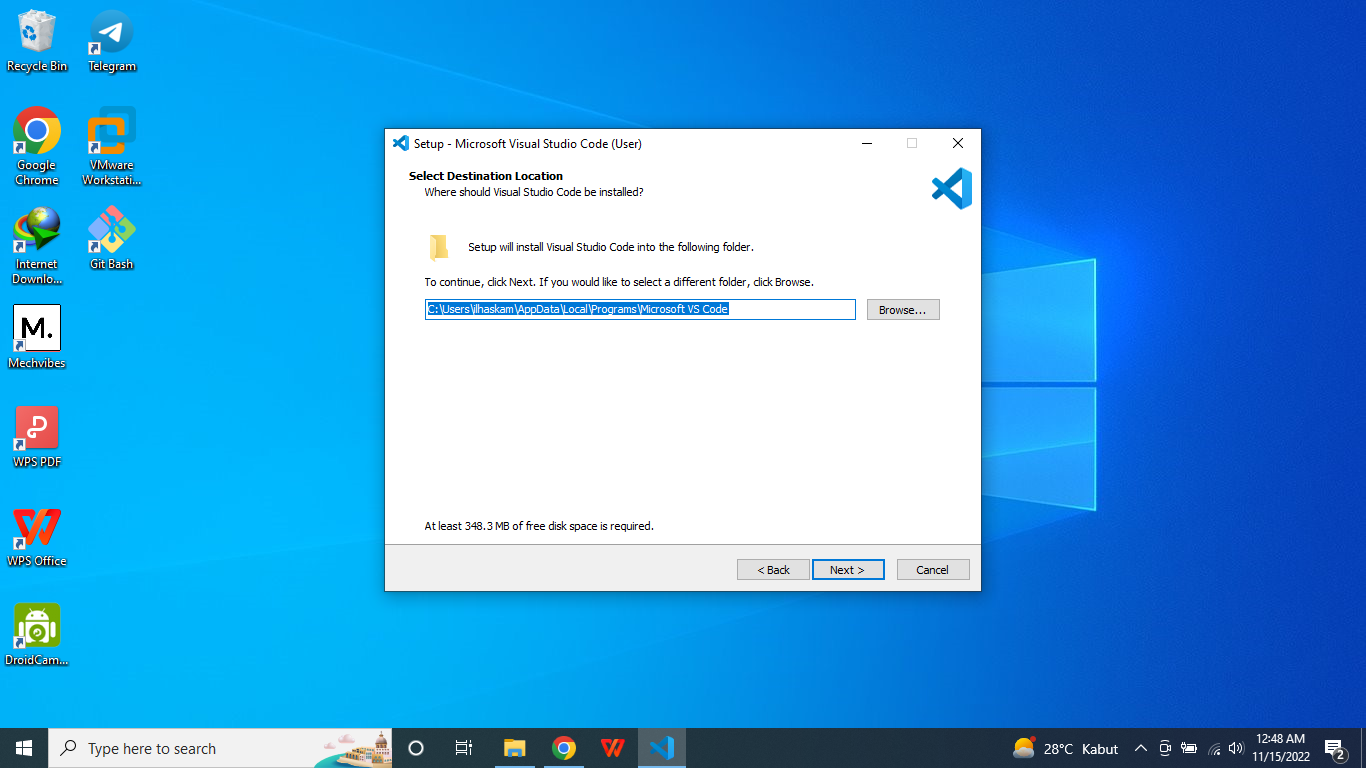 Recycle Bin
Telegram
Google
Chrome
VMware
Workstati...
Internet
Downlo...
Git Bash
M.
Mechvibes
WPS PDF
WPS Office
DroidCam...
Setup - Microsoft Visual Studio Code (User)
Select Destination Location
Where should Visual Studio Code be installed?
Setup will install Visual Studio Code into the following folder.
To continue, click Next. If you would like to select a different folder, click Browse.
C:\Users\ilhaskam\AppData\Local\Programs\Microsoft VS Code
Browse...
At least 348.3 MB of free disk space is required.
< Back
Next >
Cancel
Type here to search
28°C Kabut
12:48 AM
11/15/2022
2